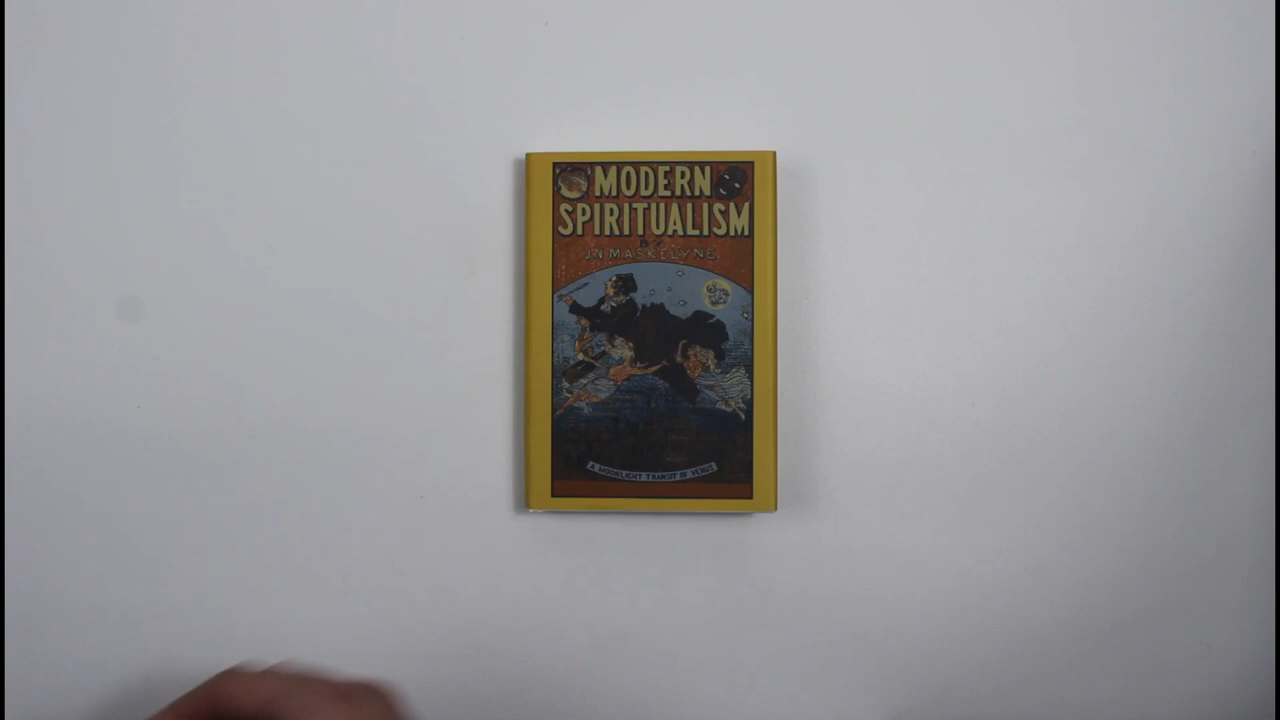 MODERN
SPIRITUALISM
BY
J.N. MASKELYNE
A MOONLIGHT TRANSIT OF VENUS